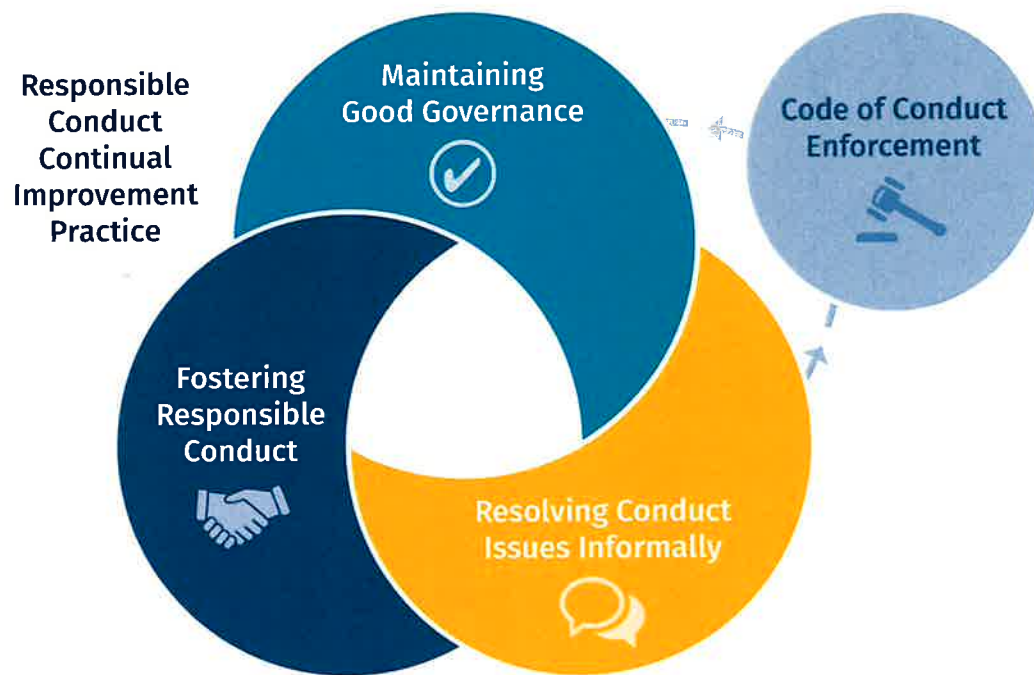 Responsible
Conduct
Continual
Improvement
Practice
Maintaining
Good Governance
Code of Conduct
Enforcement
Fostering
Responsible
Conduct
Resolving Conduct
Issues Informally